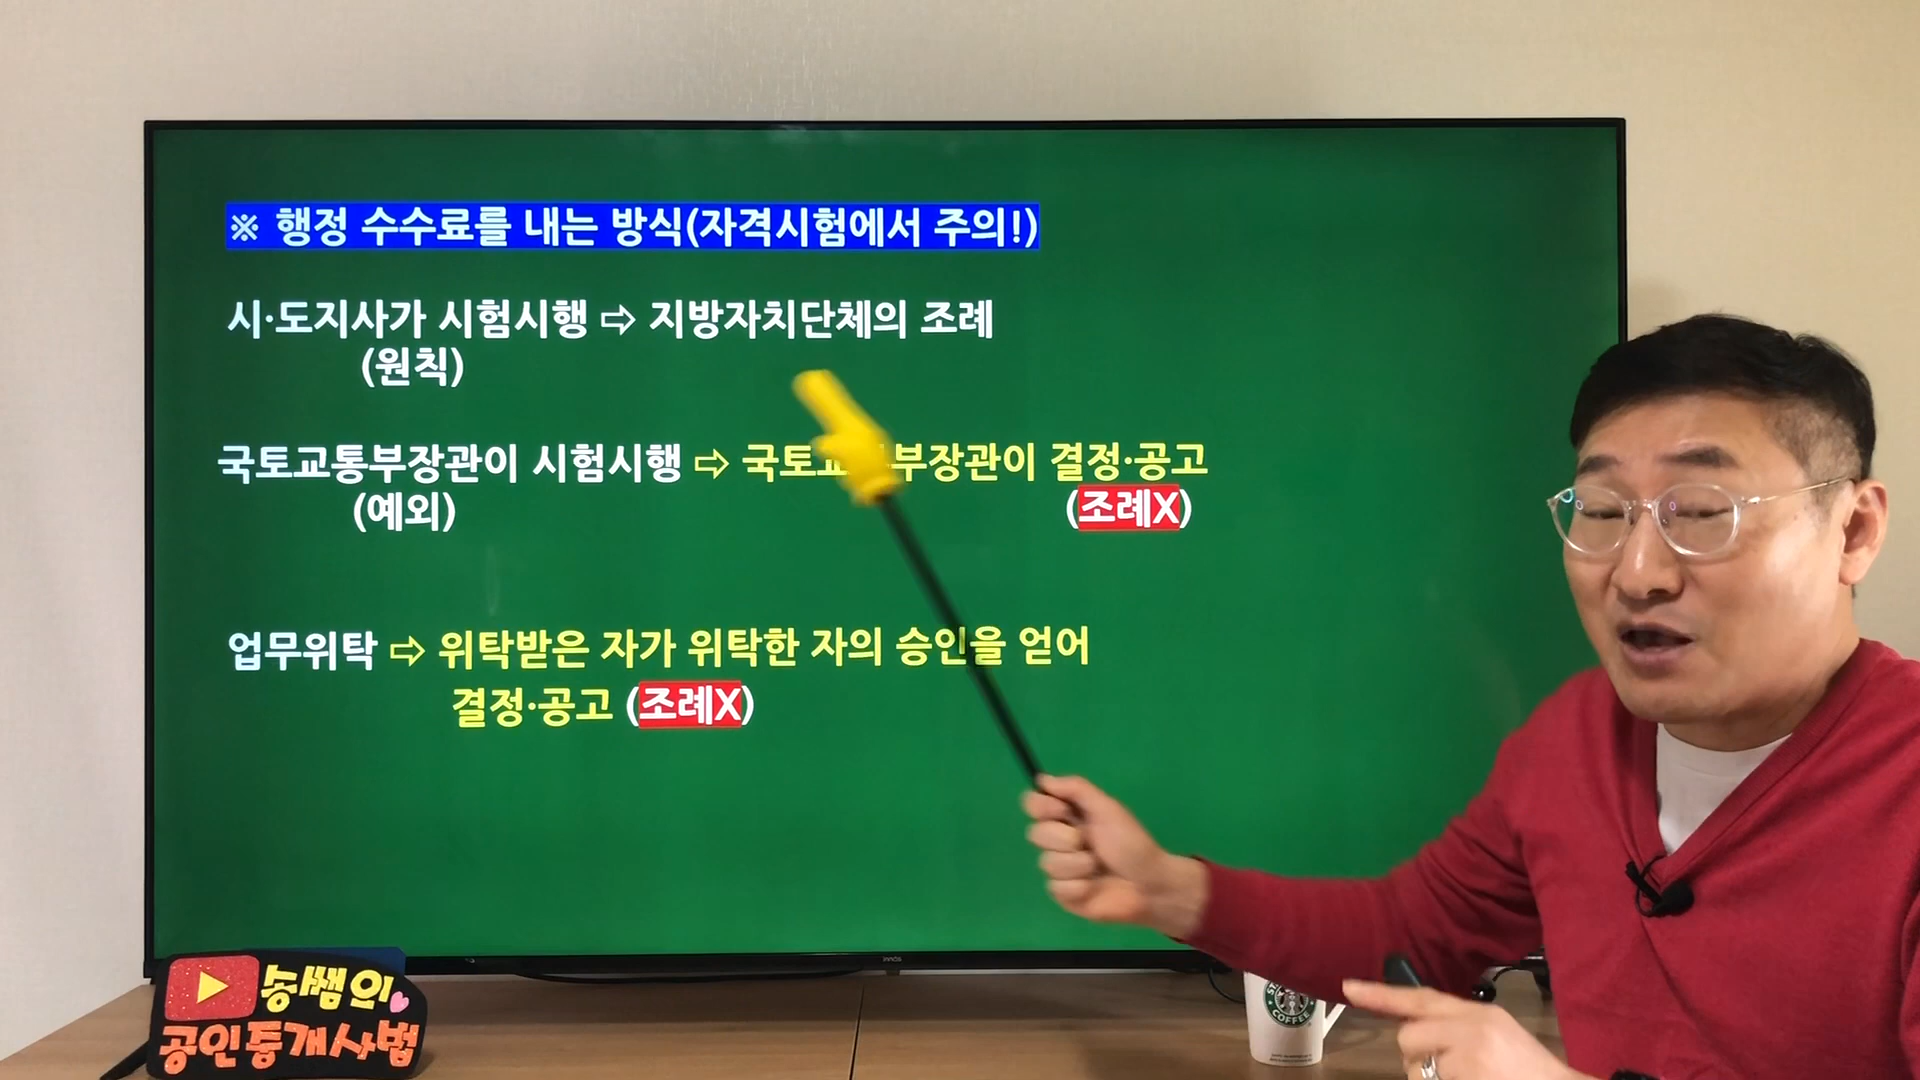 ※ 행정 수수료를 내는 방식(자격시험에서 주의!)
시·도지사가 시험시행 ⇨ 지방자치단체의 조례
(원칙)
국토교통부장관이 시험시행 ⇨ 국토교통부장관이 결정·공고
(예외)
(조례X)
업무위탁 ⇨ 위탁받은 자가 위탁한 자의 승인을 얻어
결정·공고 (조례X)
송쌤의
공인중개사법
COFFEE